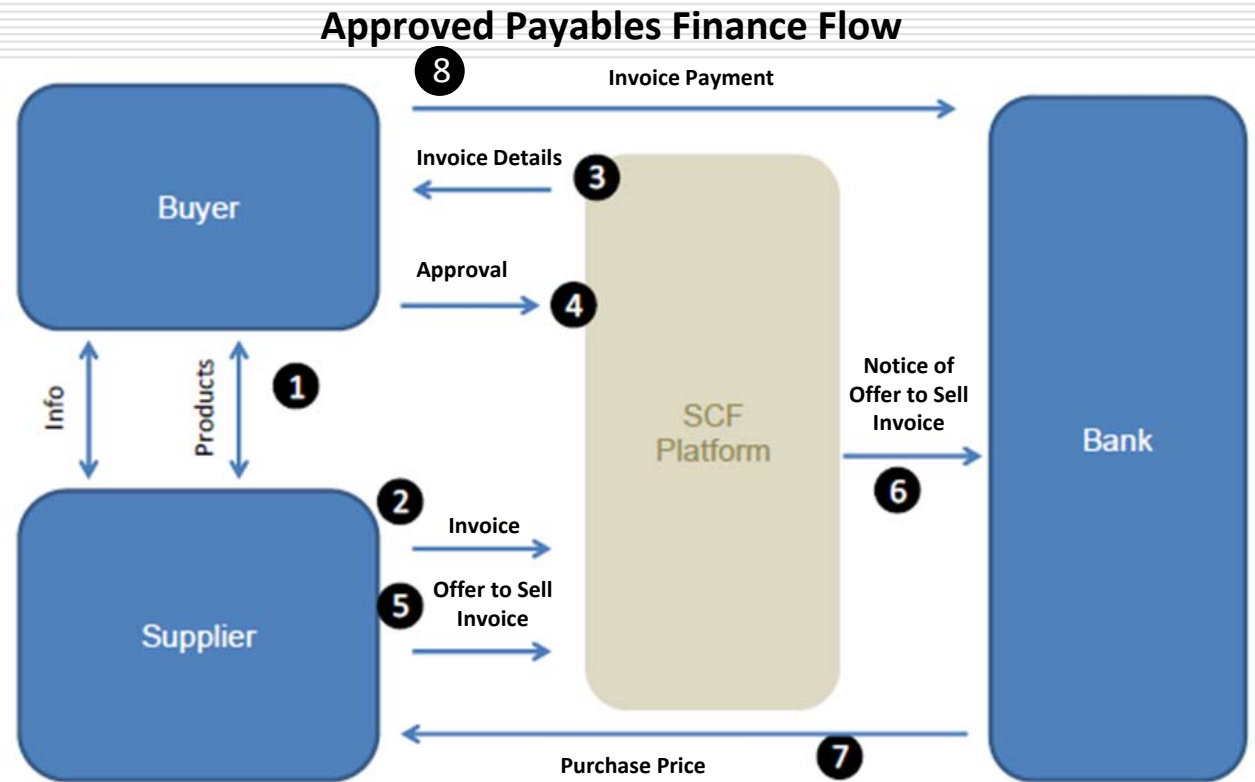 Approved Payables Finance Flow
8
Invoice Payment
Invoice Details
3
Buyer
Approval
4
Info
Products
1
SCF
Platform
Notice of
Offer to Sell
Invoice
6
Bank
2
Invoice
5
Offer to Sell
Invoice
Supplier
7
Purchase Price